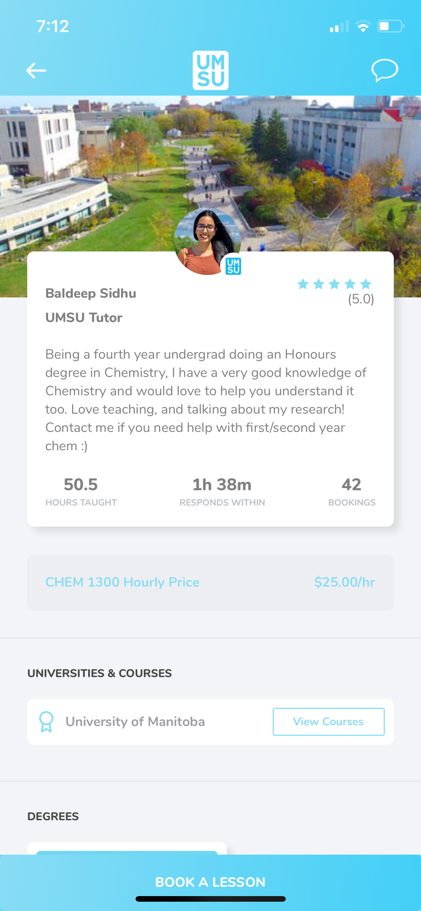 7:12
UM
SU
UM
SU
Baldeep Sidhu
(5.0)
UMSU Tutor
Being a fourth year undergrad doing an Honours
degree in Chemistry, I have a very good knowledge of
Chemistry and would love to help you understand it
too. Love teaching, and talking about my research!
Contact me if you need help with first/second year
chem :)
50.5 1h 38m 42
HOURS TAUGHT RESPONDS WITHIN BOOKINGS
CHEM 1300 Hourly Price $25.00/hr
UNIVERSITIES & COURSES
University of Manitoba View Courses
DEGREES
BOOK A LESSON